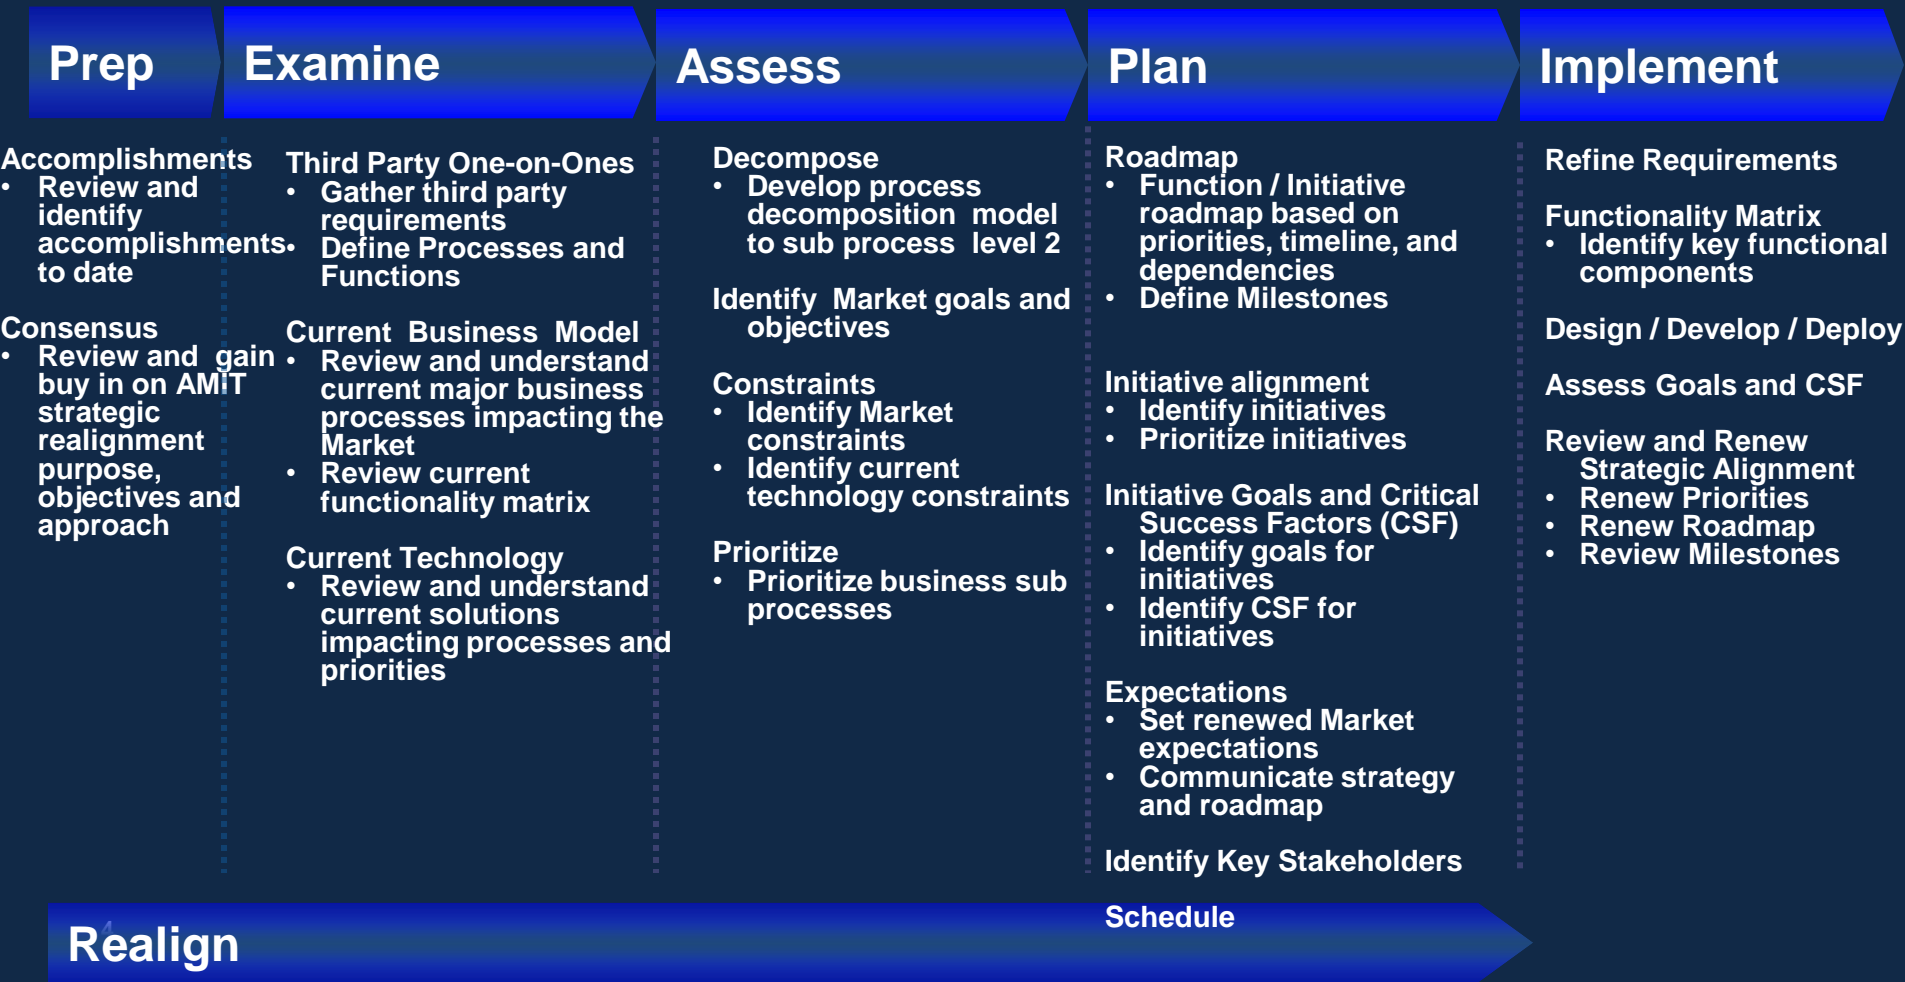 Prep
Examine
Assess
Plan
Implement
Accomplishments
• Review and
identify
accomplishments
to date
Consensus
• Review and gain
buy in on AMIT
strategic
realignment
purpose,
objectives and
approach
Third Party One-on-Ones
• Gather third party
requirements
• Define Processes and
Functions
Current Business Model
• Review and understand
current major business
processes impacting the
Market
• Review current
functionality matrix
Current Technology
• Review and understand
current solutions
impacting processes and
priorities
Decompose
• Develop process
decomposition model
to sub process level 2
Identify Market goals and
objectives
Constraints
• Identify Market
constraints
• Identify current
technology constraints
Prioritize
• Prioritize business sub
processes
Roadmap
• Function / Initiative
roadmap based on
priorities, timeline, and
dependencies
• Define Milestones
Initiative alignment
• Identify initiatives
• Prioritize initiatives
Initiative Goals and Critical
Success Factors (CSF)
• Identify goals for
initiatives
• Identify CSF for
initiatives
Expectations
• Set renewed Market
expectations
• Communicate strategy
and roadmap
Identify Key Stakeholders
Schedule
Refine Requirements
Functionality Matrix
• Identify key functional
components
Design / Develop / Deploy
Assess Goals and CSF
Review and Renew
Strategic Alignment
• Renew Priorities
• Renew Roadmap
• Review Milestones
4
Realign